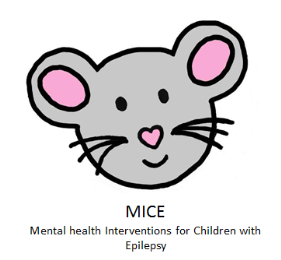 MICE
Mental health Interventions for Children with
Epilepsy